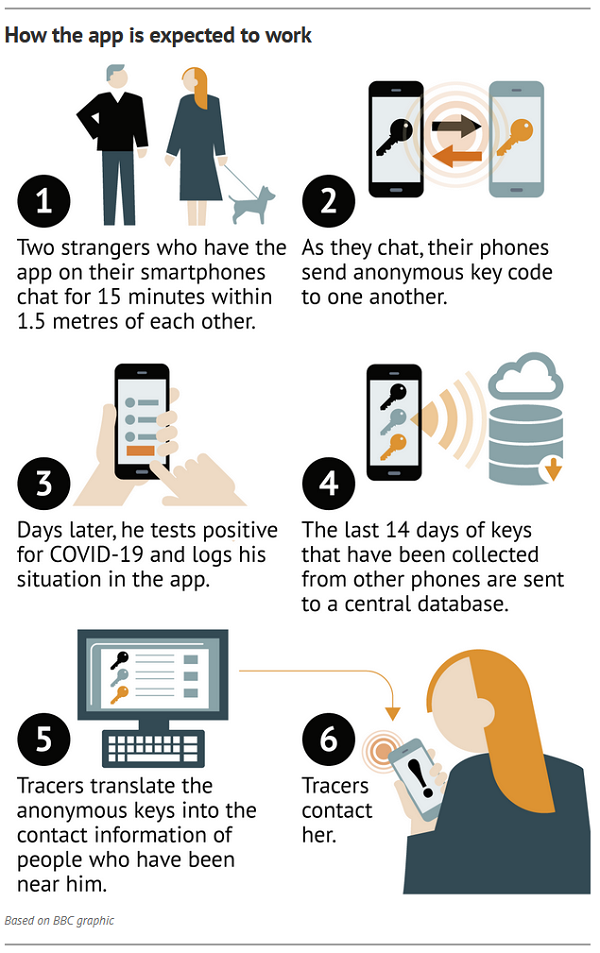 How the app is expected to work
1
Two strangers who have the
app on their smartphones
chat for 15 minutes within
1.5 metres of each other.
2
As they chat, their phones
send anonymous key code
to one another.
3
Days later, he tests positive
for COVID-19 and logs his
situation in the app.
4
The last 14 days of keys
that have been collected
from other phones are sent
to a central database.
5
Tracers translate the
anonymous keys into the
contact information of
people who have been
near him.
6
Tracers
contact
her.
!
Based on BBC graphic